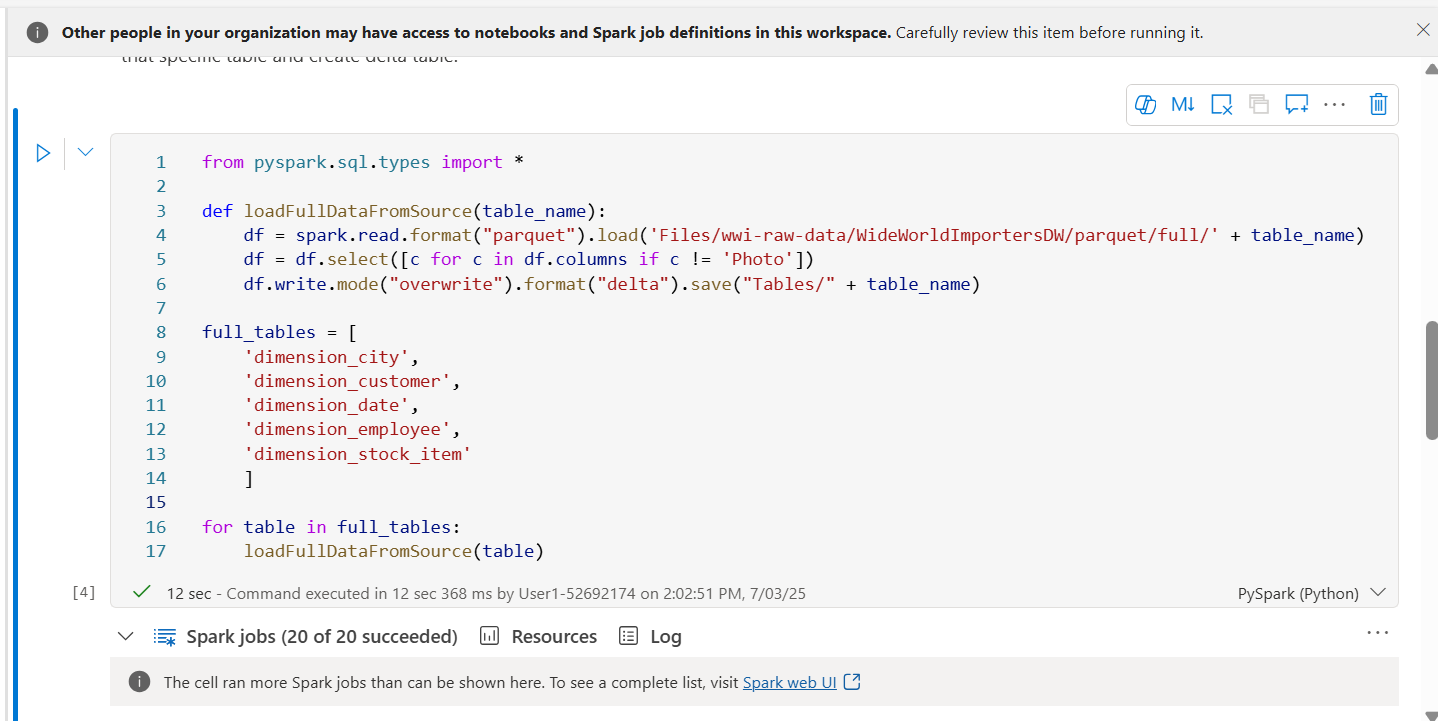 Other people in your organization may have access to notebooks and Spark job definitions in this workspace. Carefully review this item before running it.
that specific table and create delta table.
M↓
1 from pyspark.sql.types import *
2
3 def loadFullDataFromSource(table_name):
4     df = spark.read.format("parquet").load('Files/wwi-raw-data/WideWorldImportersDW/parquet/full/' + table_name)
5     df = df.select([c for c in df.columns if c != 'Photo'])
6     df.write.mode("overwrite").format("delta").save("Tables/" + table_name)
7
8 full_tables = [
9     'dimension_city',
10     'dimension_customer',
11     'dimension_date',
12     'dimension_employee',
13     'dimension_stock_item'
14     ]
15
16 for table in full_tables:
17     loadFullDataFromSource(table)
[4] 12 sec - Command executed in 12 sec 368 ms by User1-52692174 on 2:02:51 PM, 7/03/25 PySpark (Python)
Spark jobs (20 of 20 succeeded) Resources Log
The cell ran more Spark jobs than can be shown here. To see a complete list, visit Spark web UI